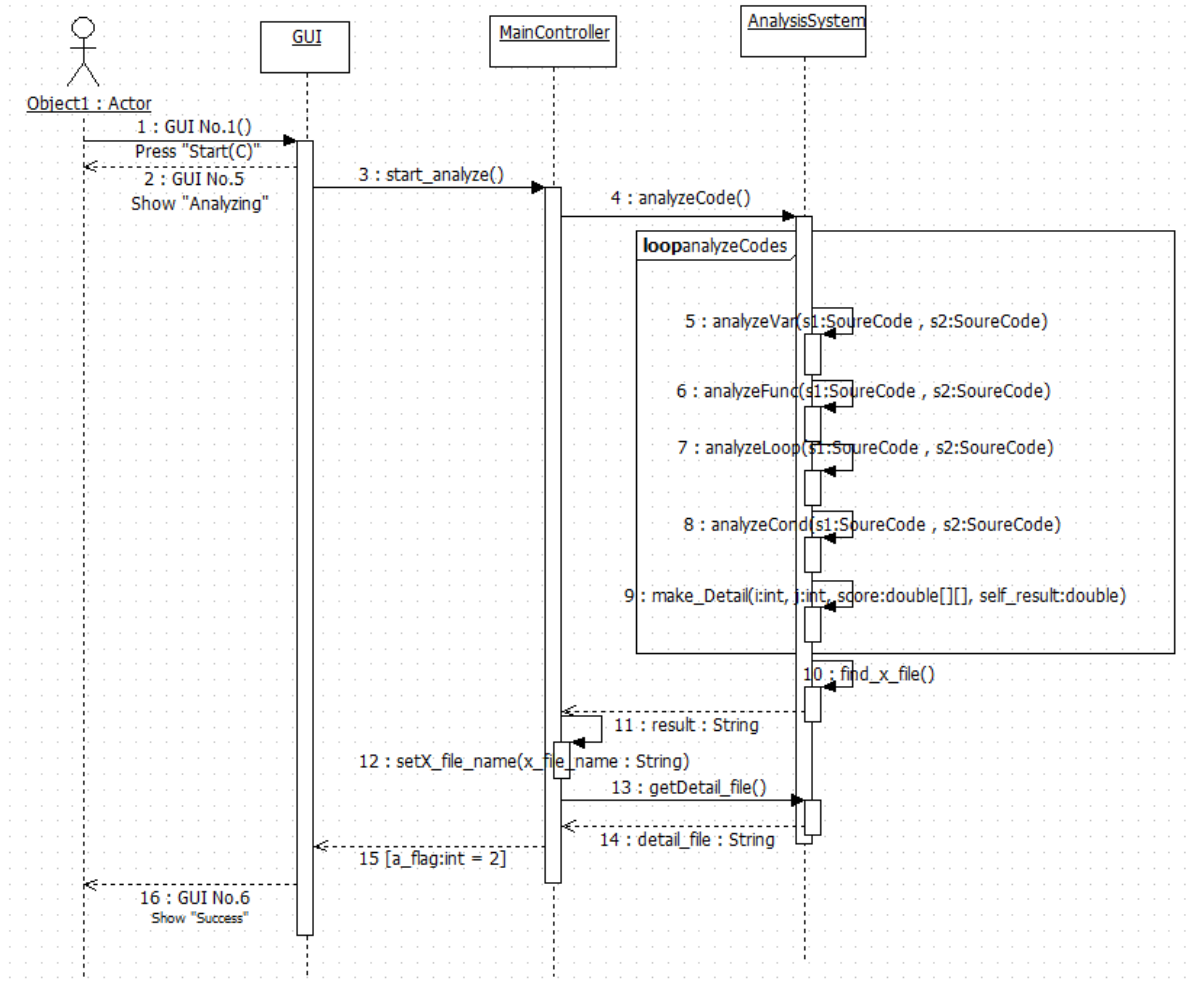 GUI
MainController
AnalysisSystem
Object1 : Actor
1 : GUI No.1()
Press "Start(C)"
2 : GUI No.5
Show "Analyzing"
3 : start_analyze()
4 : analyzeCode()
loopanalyzeCodes
5 : analyzeVar(s1:SoureCode , s2:SoureCode)
6 : analyzeFunc(s1:SoureCode , s2:SoureCode)
7 : analyzeLoop(s1:SoureCode , s2:SoureCode)
8 : analyzeCond(s1:SoureCode , s2:SoureCode)
9 : make_Detail(i:int, j:int, score:double[][], self_result:double)
10 : find_x_file()
11 : result : String
12 : setX_file_name(x_file_name : String)
13 : getDetail_file()
14 : detail_file : String
15 [a_flag:int = 2]
16 : GUI No.6
Show "Success"